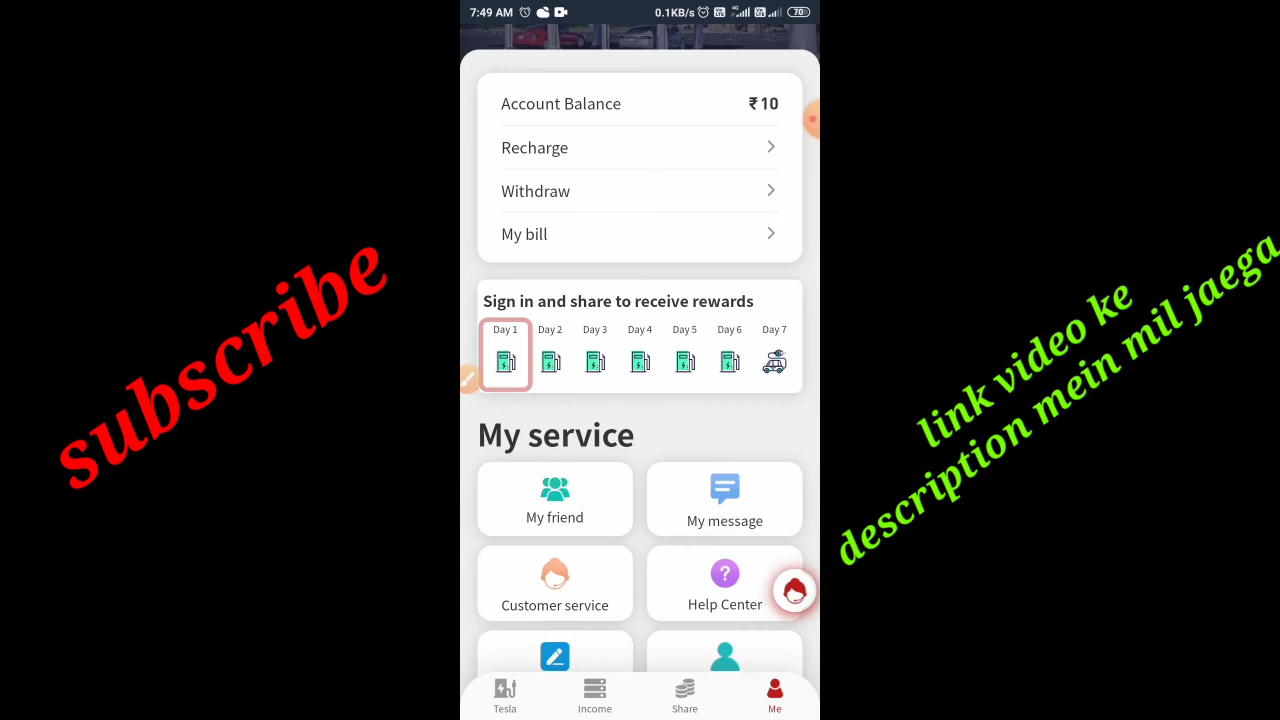 7:49 AM
0.1KB/s
4G
70
Account Balance
₹10
Recharge
Withdraw
My bill
Sign in and share to receive rewards
Day 1
Day 2
Day 3
Day 4
Day 5
Day 6
Day 7
My service
My friend
My message
Customer service
Help Center
Tesla
Income
Share
Me
subscribe
link video ke
description mein mil jaega